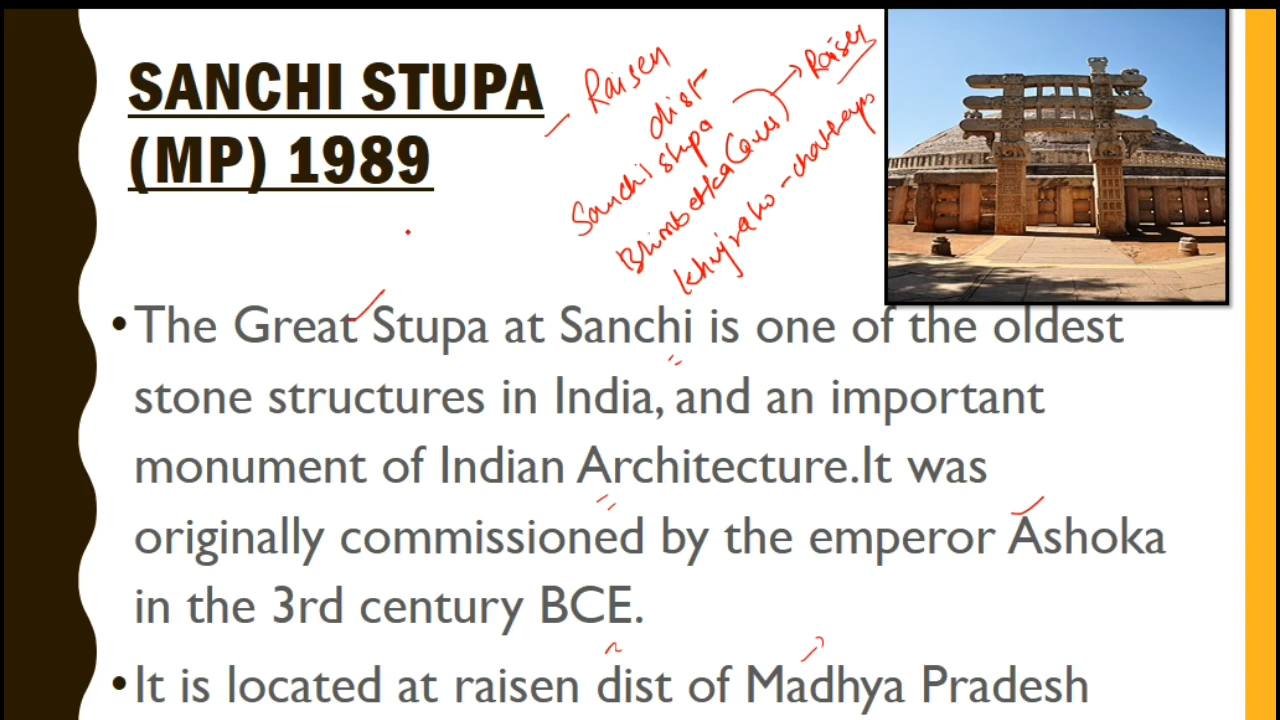 SANCHI STUPA
(MP) 1989
– Raisen
dist
Sanchi stupa
Bhimbetka (caves) → Raisen
khujraho –
• The Great Stupa at Sanchi is one of the oldest
stone structures in India, and an important
monument of Indian Architecture.It was
originally commissioned by the emperor Ashoka
in the 3rd century BCE.
• It is located at raisen dist of Madhya Pradesh